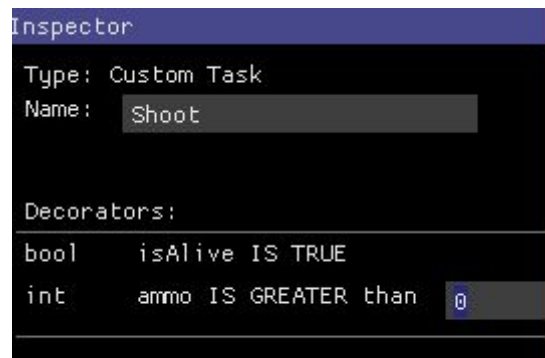 Inspector
Type: Custom Task
Name: Shoot
Decorators:
bool isAlive IS TRUE
int ammo IS GREATER than 0